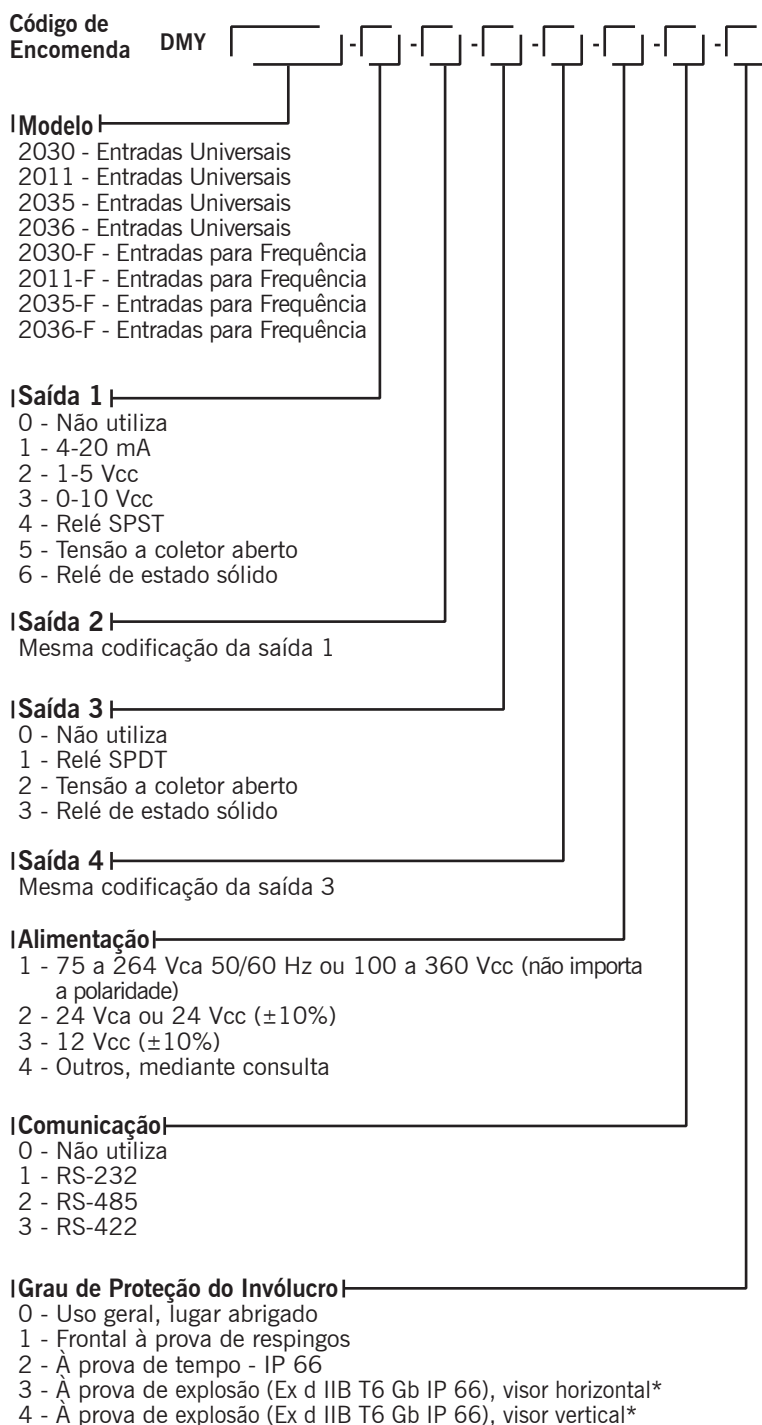 Código de
Encomenda DMY - - - - - - -
Modelo
2030 - Entradas Universais
2011 - Entradas Universais
2035 - Entradas Universais
2036 - Entradas Universais
2030-F - Entradas para Frequência
2011-F - Entradas para Frequência
2035-F - Entradas para Frequência
2036-F - Entradas para Frequência
Saída 1
0 - Não utiliza
1 - 4-20 mA
2 - 1-5 Vcc
3 - 0-10 Vcc
4 - Relé SPST
5 - Tensão a coletor aberto
6 - Relé de estado sólido
Saída 2
Mesma codificação da saída 1
Saída 3
0 - Não utiliza
1 - Relé SPDT
2 - Tensão a coletor aberto
3 - Relé de estado sólido
Saída 4
Mesma codificação da saída 3
Alimentação
1 - 75 a 264 Vca 50/60 Hz ou 100 a 360 Vcc (não importa
a polaridade)
2 - 24 Vca ou 24 Vcc (±10%)
3 - 12 Vcc (±10%)
4 - Outros, mediante consulta
Comunicação
0 - Não utiliza
1 - RS-232
2 - RS-485
3 - RS-422
Grau de Proteção do Invólucro
0 - Uso geral, lugar abrigado
1 - Frontal à prova de respingos
2 - À prova de tempo - IP 66
3 - À prova de explosão (Ex d IIB T6 Gb IP 66), visor horizontal*
4 - À prova de explosão (Ex d IIB T6 Gb IP 66), visor vertical*